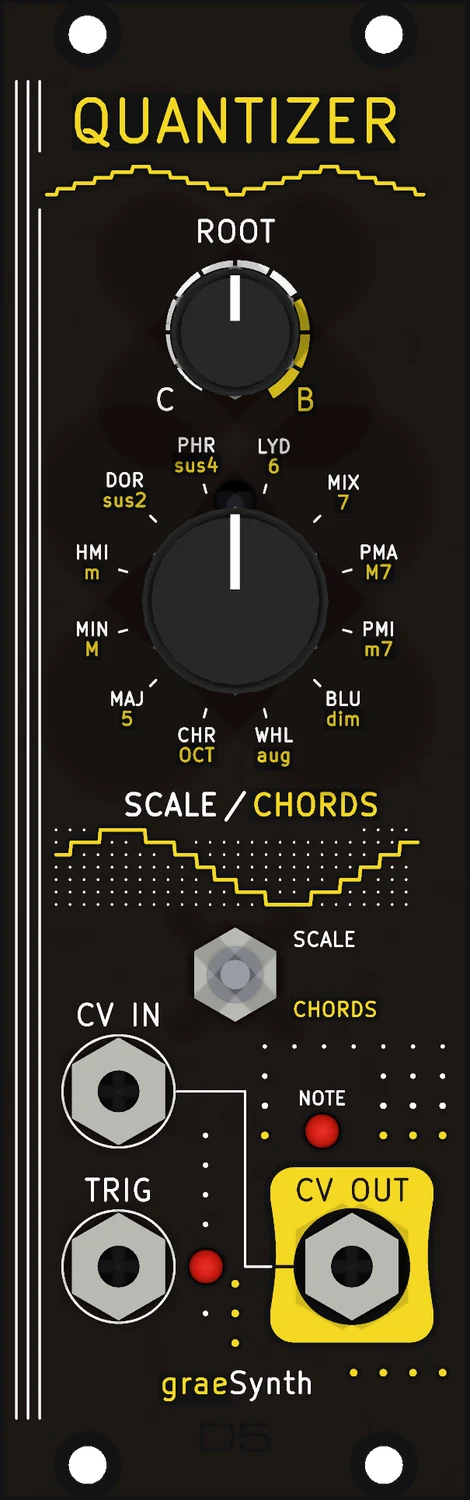 QUANTIZER
ROOT
C B
PHR LYD
sus4 6
DOR MIX
sus2 7
HMI PMA
m M7
MIN PMI
M m7
MAJ BLU
5 dim
CHR WHL
OCT aug
SCALE / CHORDS
SCALE
CHORDS
CV IN
NOTE
TRIG CV OUT
graeSynth
D5